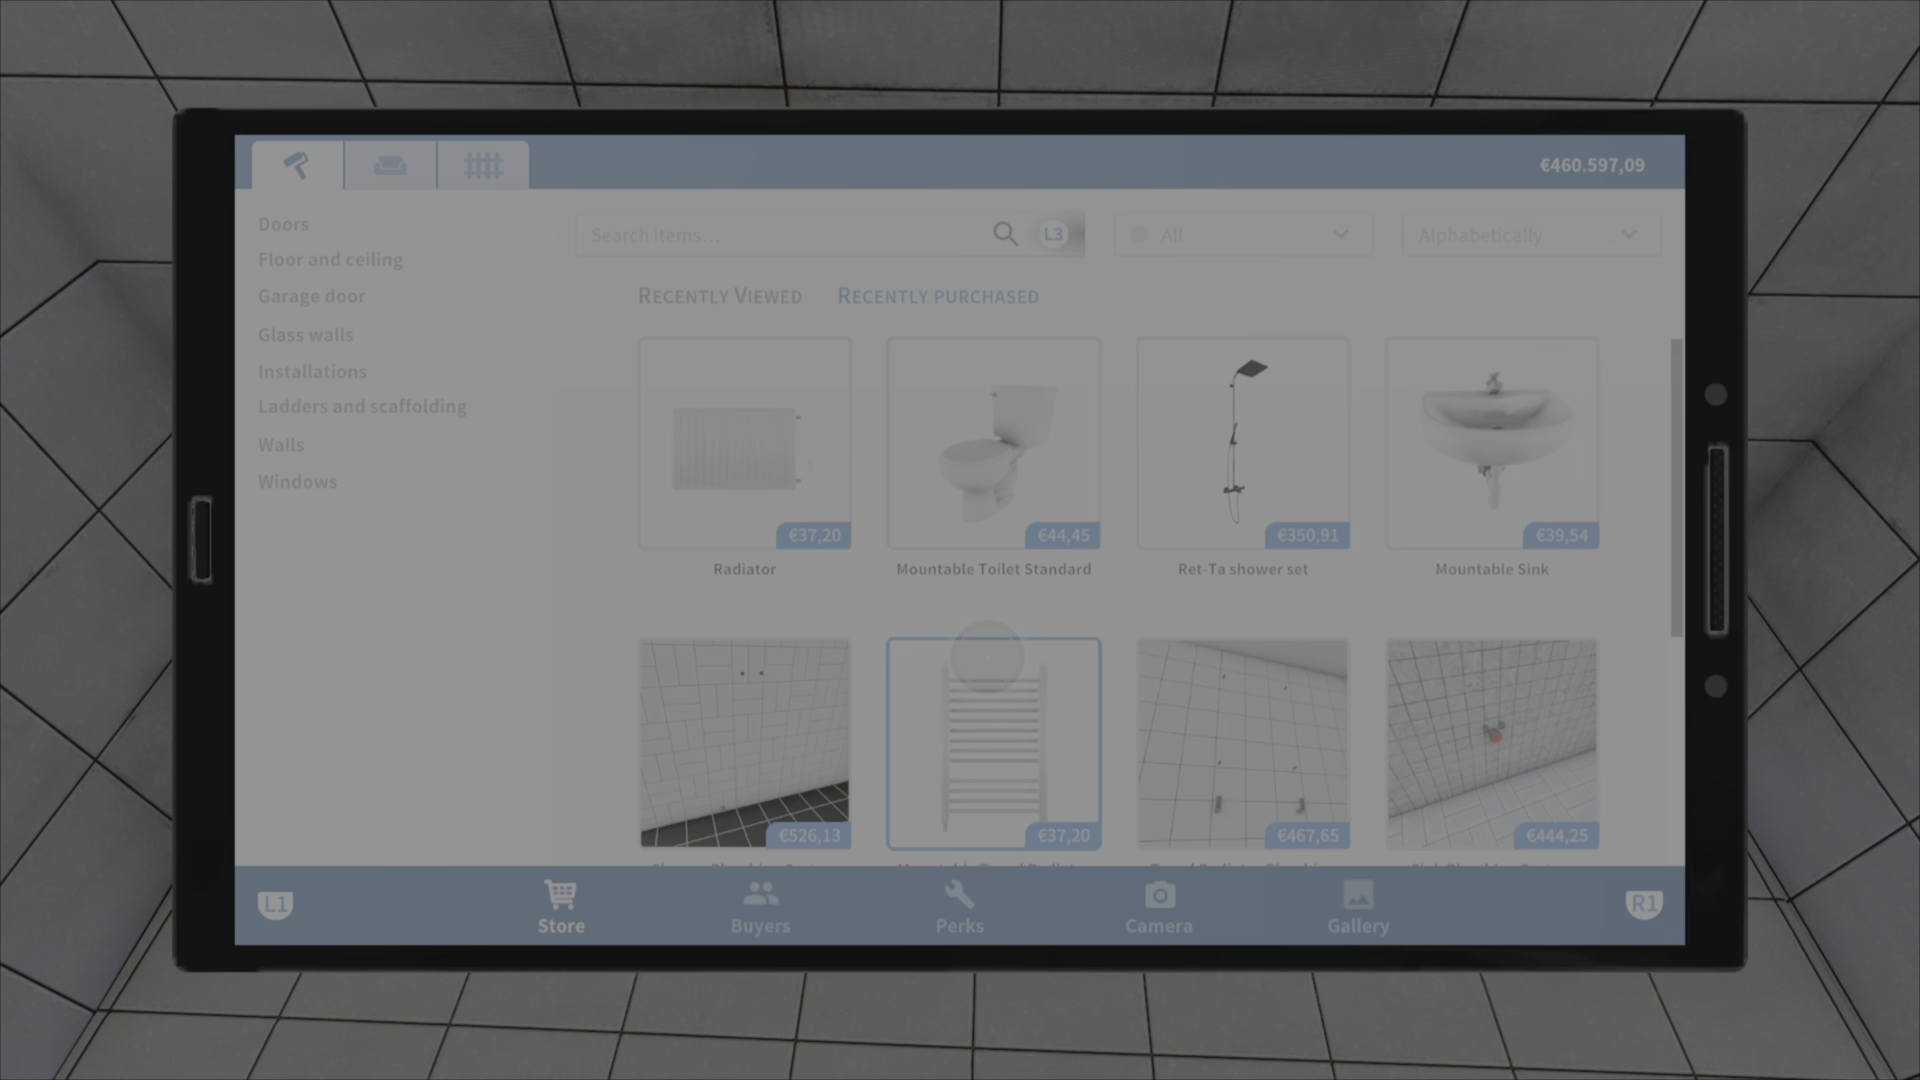 €460.597,09
Doors
Floor and ceiling
Garage door
Glass walls
Installations
Ladders and scaffolding
Walls
Windows
Search items...
L3
All
Alphabetically
Recently Viewed
Recently purchased
€37,20
€44,45
€350,91
€39,54
Radiator
Mountable Toilet Standard
Ret-Ta shower set
Mountable Sink
€526,13
€37,20
€467,65
€444,25
L1
Store
Buyers
Perks
Camera
Gallery
R1